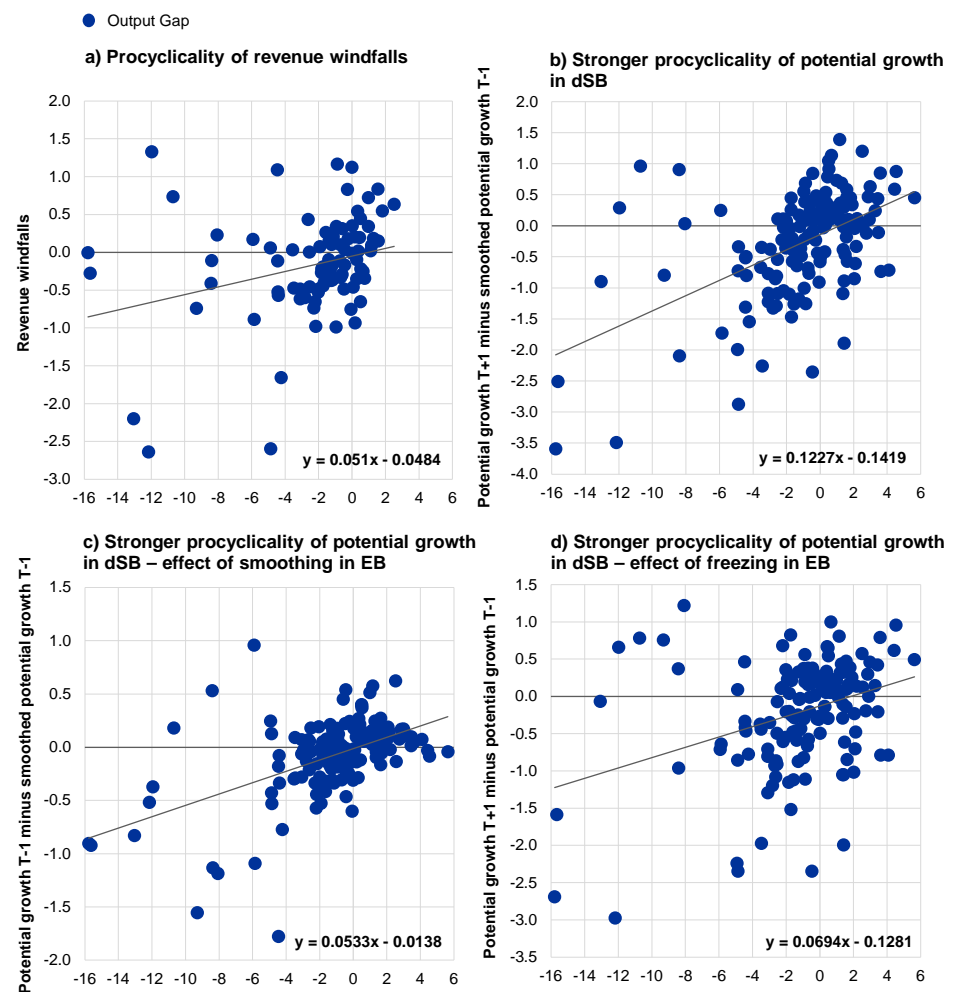 Output Gap
a) Procyclicality of revenue windfalls
Revenue windfalls
2.0
1.5
1.0
0.5
0.0
-0.5
-1.0
-1.5
-2.0
-2.5
-3.0
y = 0.051x - 0.0484
-16 -14 -12 -10 -8 -6 -4 -2 0 2 4 6
b) Stronger procyclicality of potential growth
in dSB
Potential growth T+1 minus smoothed potential growth T-1
2.0
1.5
1.0
0.5
0.0
-0.5
-1.0
-1.5
-2.0
-2.5
-3.0
-3.5
-4.0
y = 0.1227x - 0.1419
-16 -14 -12 -10 -8 -6 -4 -2 0 2 4 6
c) Stronger procyclicality of potential growth
in dSB – effect of smoothing in EB
Potential growth T-1 minus smoothed potential growth T-1
1.5
1.0
0.5
0.0
-0.5
-1.0
-1.5
-2.0
y = 0.0533x - 0.0138
-16 -14 -12 -10 -8 -6 -4 -2 0 2 4 6
d) Stronger procyclicality of potential growth
in dSB – effect of freezing in EB
Potential growth T+1 minus potential growth T-1
1.5
1.0
0.5
0.0
-0.5
-1.0
-1.5
-2.0
-2.5
-3.0
-3.5
y = 0.0694x - 0.1281
-16 -14 -12 -10 -8 -6 -4 -2 0 2 4 6